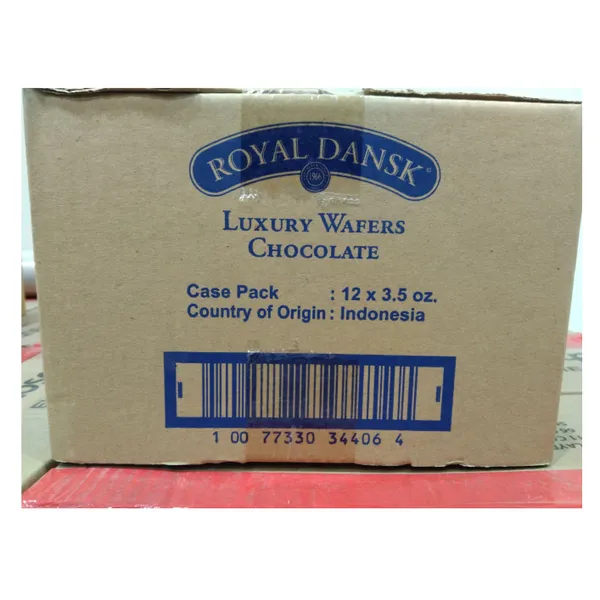 ROYAL DANSK
1966
LUXURY WAFERS
CHOCOLATE
Case Pack : 12 x 3.5 oz.
Country of Origin : Indonesia
1 00 77330 34406 4